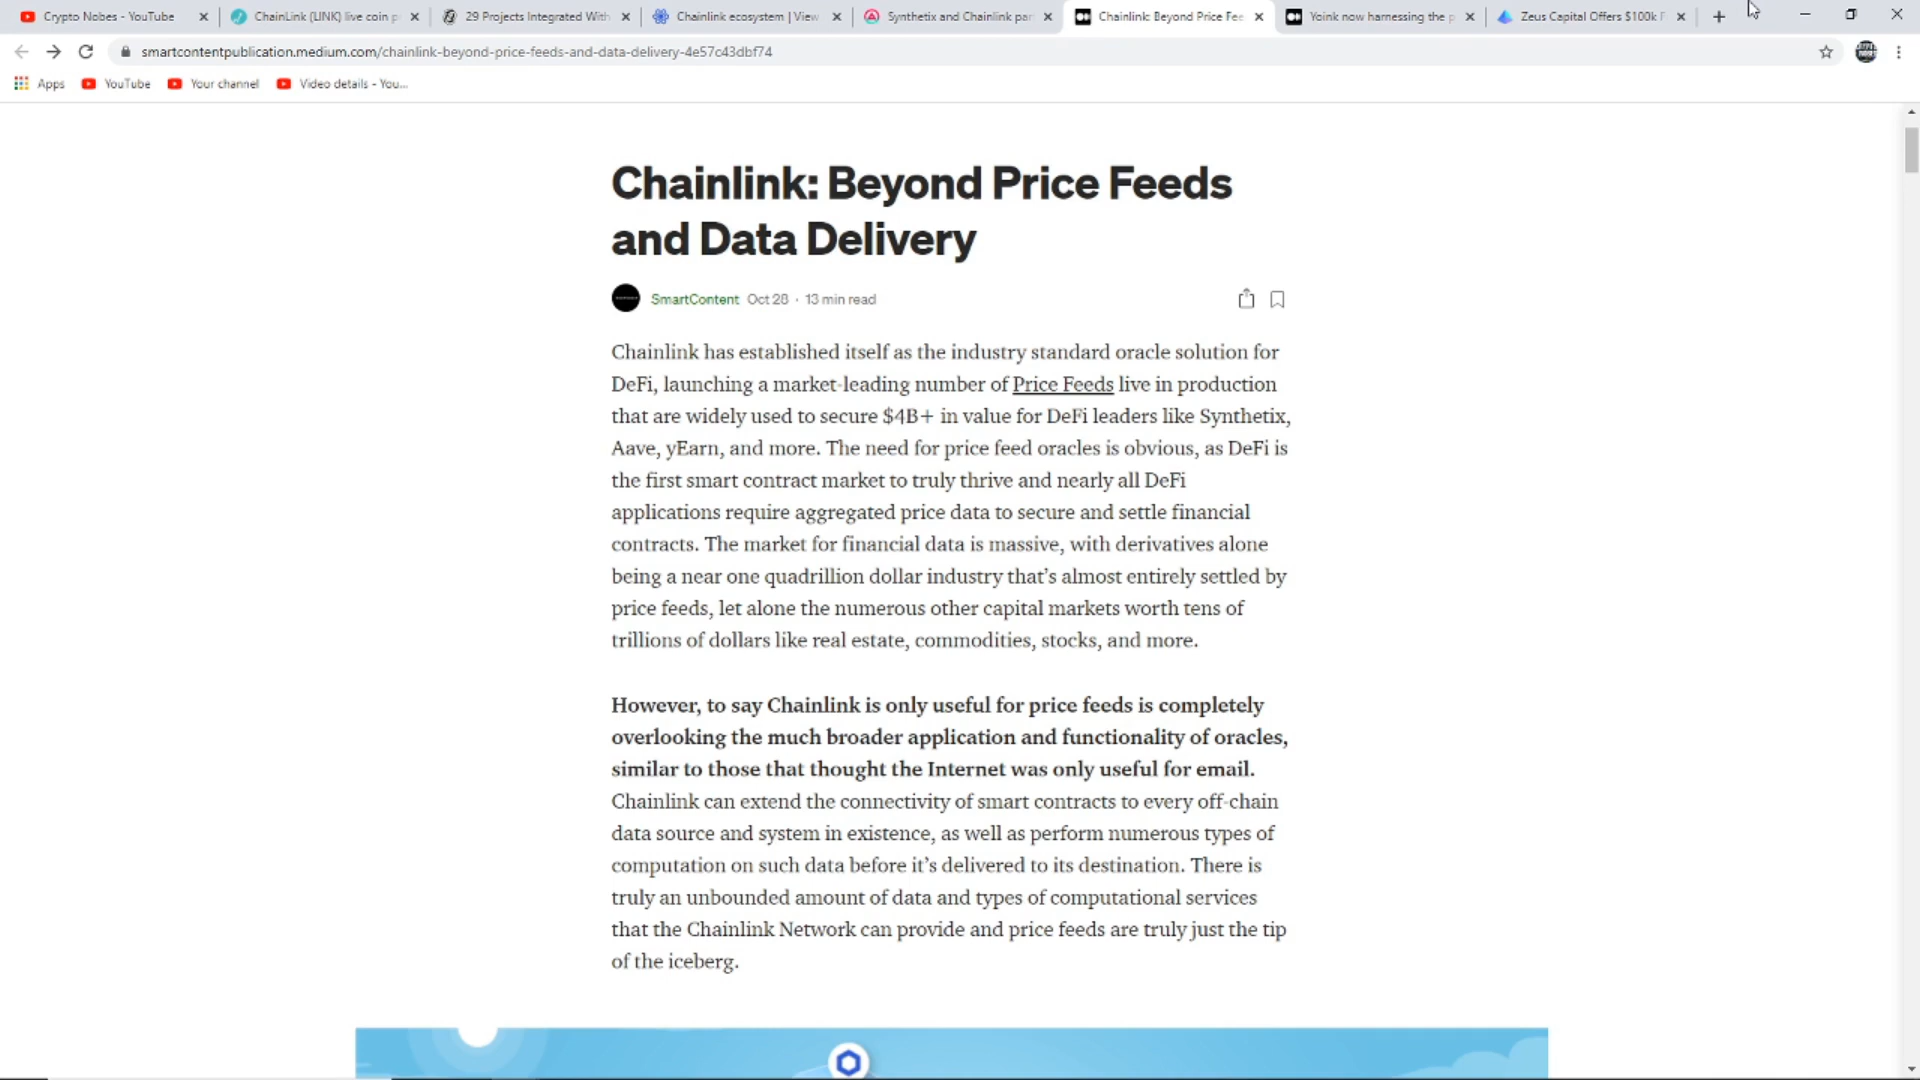 Crypto Nobes - YouTube
ChainLink (LINK) live coin p
29 Projects Integrated With
Chainlink ecosystem | View
Synthetix and Chainlink par
Chainlink: Beyond Price Fee
Yoink now harnessing the p
Zeus Capital Offers $100k F
smartcontentpublication.medium.com/chainlink-beyond-price-feeds-and-data-delivery-4e57c43dbf74
Apps
YouTube
Your channel
Video details - You...
Chainlink: Beyond Price Feeds
and Data Delivery
SmartContent Oct 28 · 13 min read
Chainlink has established itself as the industry standard oracle solution for
DeFi, launching a market-leading number of Price Feeds live in production
that are widely used to secure $4B+ in value for DeFi leaders like Synthetix,
Aave, yEarn, and more. The need for price feed oracles is obvious, as DeFi is
the first smart contract market to truly thrive and nearly all DeFi
applications require aggregated price data to secure and settle financial
contracts. The market for financial data is massive, with derivatives alone
being a near one quadrillion dollar industry that's almost entirely settled by
price feeds, let alone the numerous other capital markets worth tens of
trillions of dollars like real estate, commodities, stocks, and more.
However, to say Chainlink is only useful for price feeds is completely
overlooking the much broader application and functionality of oracles,
similar to those that thought the Internet was only useful for email.
Chainlink can extend the connectivity of smart contracts to every off-chain
data source and system in existence, as well as perform numerous types of
computation on such data before it's delivered to its destination. There is
truly an unbounded amount of data and types of computational services
that the Chainlink Network can provide and price feeds are truly just the tip
of the iceberg.